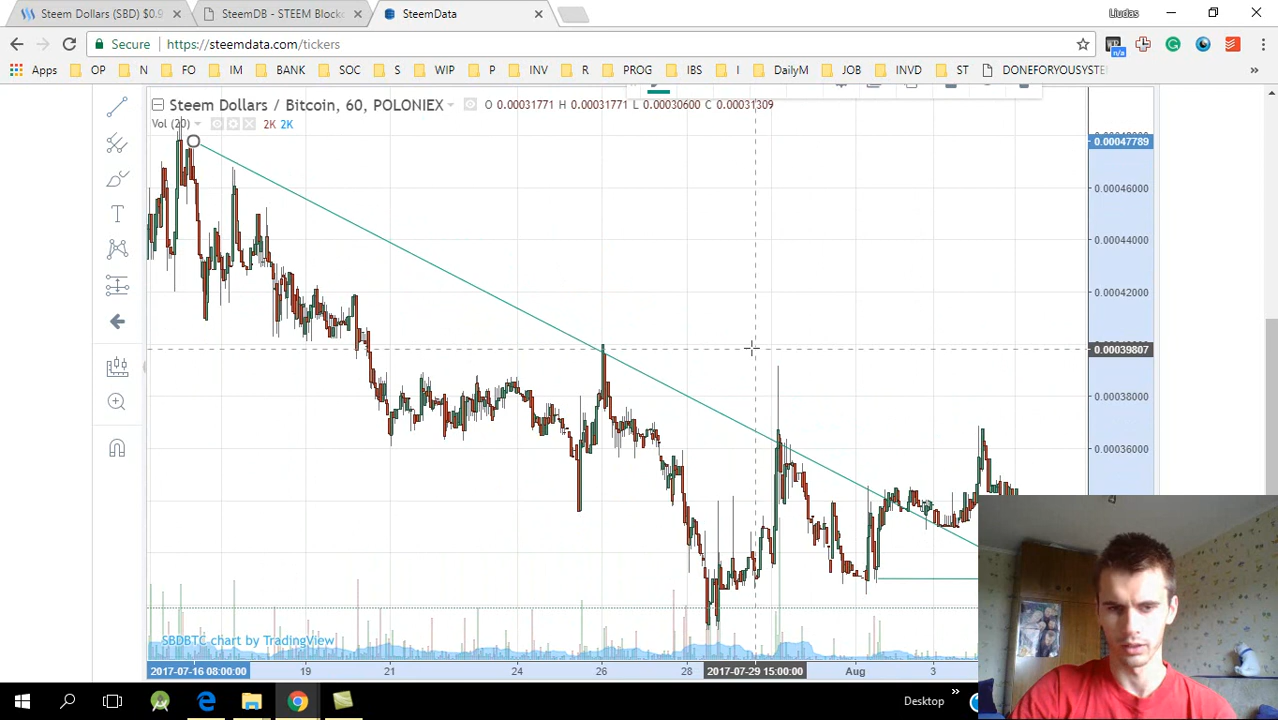 Steem Dollars (SBD) $0.9
SteemDB - STEEM Blockc
SteemData
Liudas
Secure
https://steemdata.com/tickers
Apps
OP
N
FO
IM
BANK
SOC
S
WIP
P
INV
R
PROG
IBS
I
DailyM
JOB
INVD
ST
DONEFORYOUSYSTE
Steem Dollars / Bitcoin, 60, POLONIEX
O 0.00031771 H 0.00031771 L 0.00030600 C 0.00031309
Vol (20)
2K 2K
0.00047789
0.00046000
0.00044000
0.00042000
0.00039807
0.00038000
0.00036000
SBDBTC chart by TradingView
2017-07-16 08:00:00
19
21
24
26
28
2017-07-29 15:00:00
Aug
3
Desktop